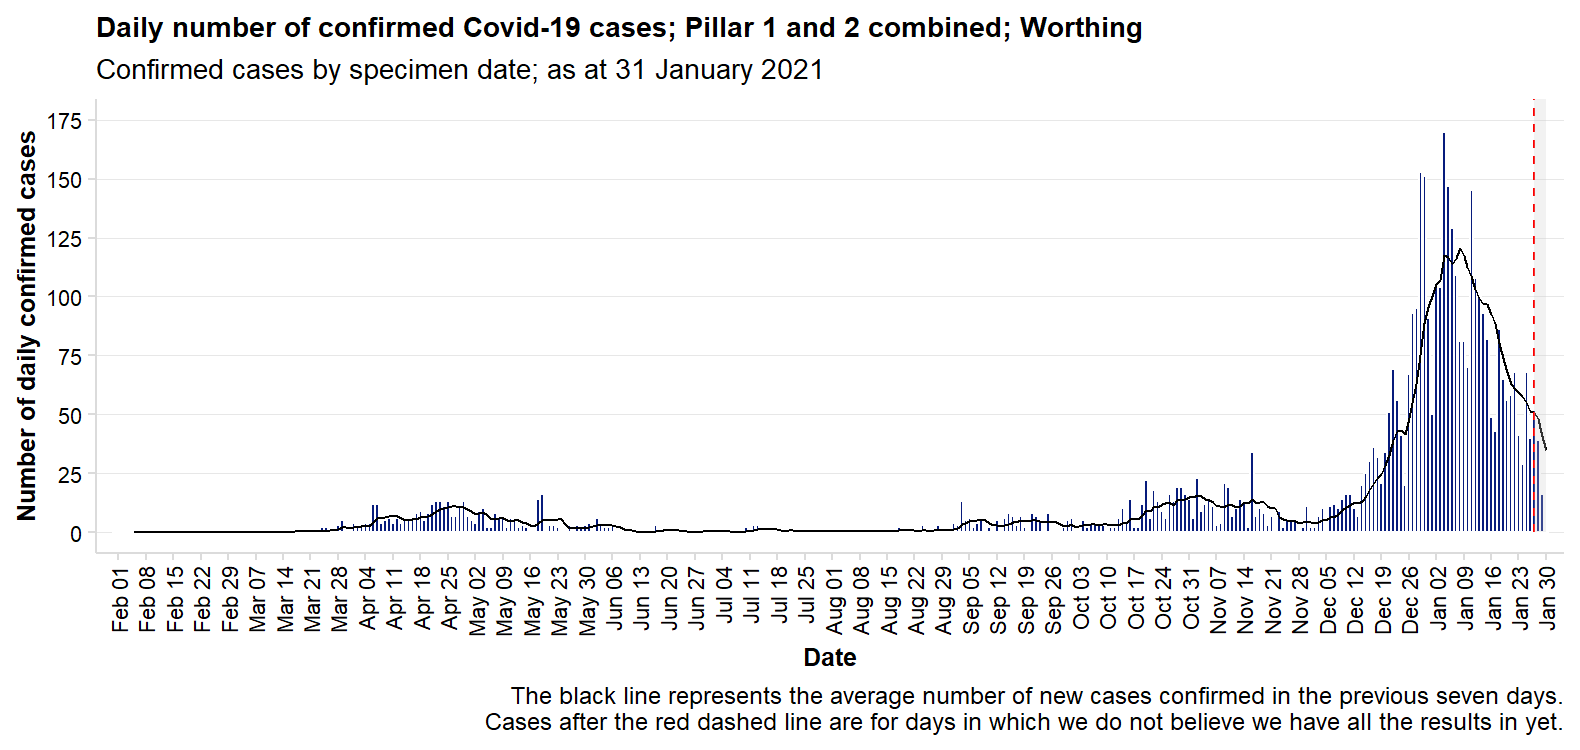 Daily number of confirmed Covid-19 cases; Pillar 1 and 2 combined; Worthing
Confirmed cases by specimen date; as at 31 January 2021
Number of daily confirmed cases
175
150
125
100
75
50
25
0
Feb 01
Feb 08
Feb 15
Feb 22
Feb 29
Mar 07
Mar 14
Mar 21
Mar 28
Apr 04
Apr 11
Apr 18
Apr 25
May 02
May 09
May 16
May 23
May 30
Jun 06
Jun 13
Jun 20
Jun 27
Jul 04
Jul 11
Jul 18
Jul 25
Aug 01
Aug 08
Aug 15
Aug 22
Aug 29
Sep 05
Sep 12
Sep 19
Sep 26
Oct 03
Oct 10
Oct 17
Oct 24
Oct 31
Nov 07
Nov 14
Nov 21
Nov 28
Dec 05
Dec 12
Dec 19
Dec 26
Jan 02
Jan 09
Jan 16
Jan 23
Jan 30
Date
The black line represents the average number of new cases confirmed in the previous seven days.
Cases after the red dashed line are for days in which we do not believe we have all the results in yet.